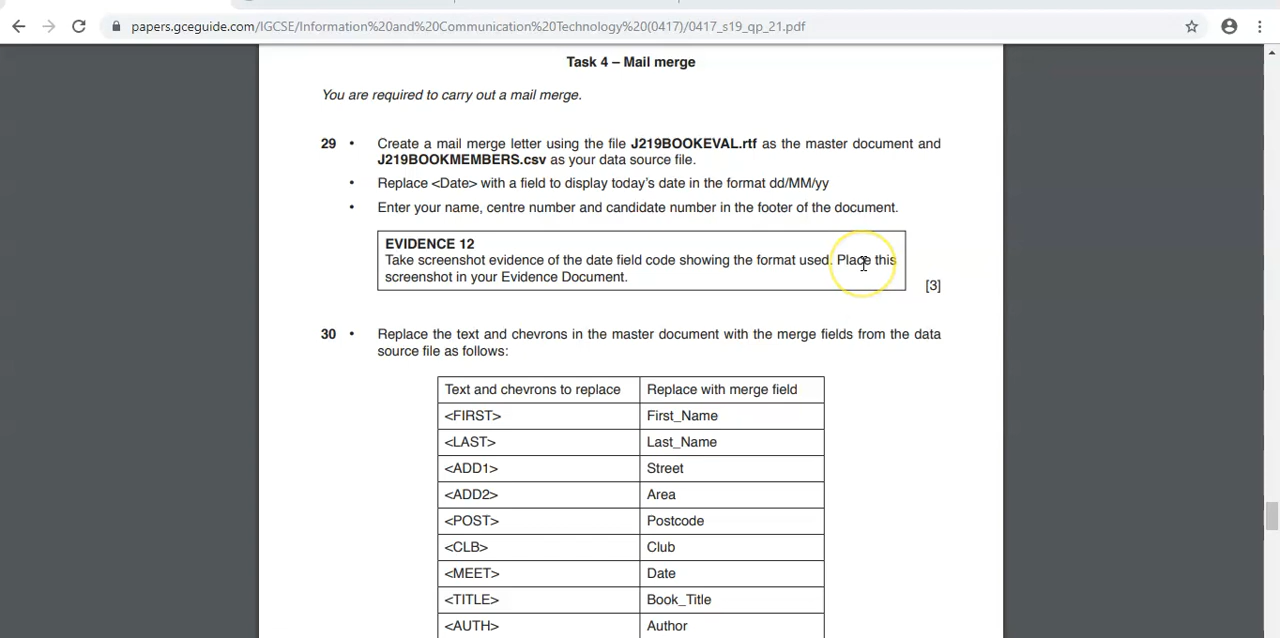 papers.gceguide.com/IGCSE/Information%20and%20Communication%20Technology%20(0417)/0417_s19_qp_21.pdf
Task 4 – Mail merge
You are required to carry out a mail merge.
29 • Create a mail merge letter using the file J219BOOKEVAL.rtf as the master document and
J219BOOKMEMBERS.csv as your data source file.
• Replace <Date> with a field to display today's date in the format dd/MM/yy
• Enter your name, centre number and candidate number in the footer of the document.
EVIDENCE 12
Take screenshot evidence of the date field code showing the format used. Place this
screenshot in your Evidence Document.
[3]
30 • Replace the text and chevrons in the master document with the merge fields from the data
source file as follows:
Text and chevrons to replace Replace with merge field
<FIRST> First_Name
<LAST> Last_Name
<ADD1> Street
<ADD2> Area
<POST> Postcode
<CLB> Club
<MEET> Date
<TITLE> Book_Title
<AUTH> Author